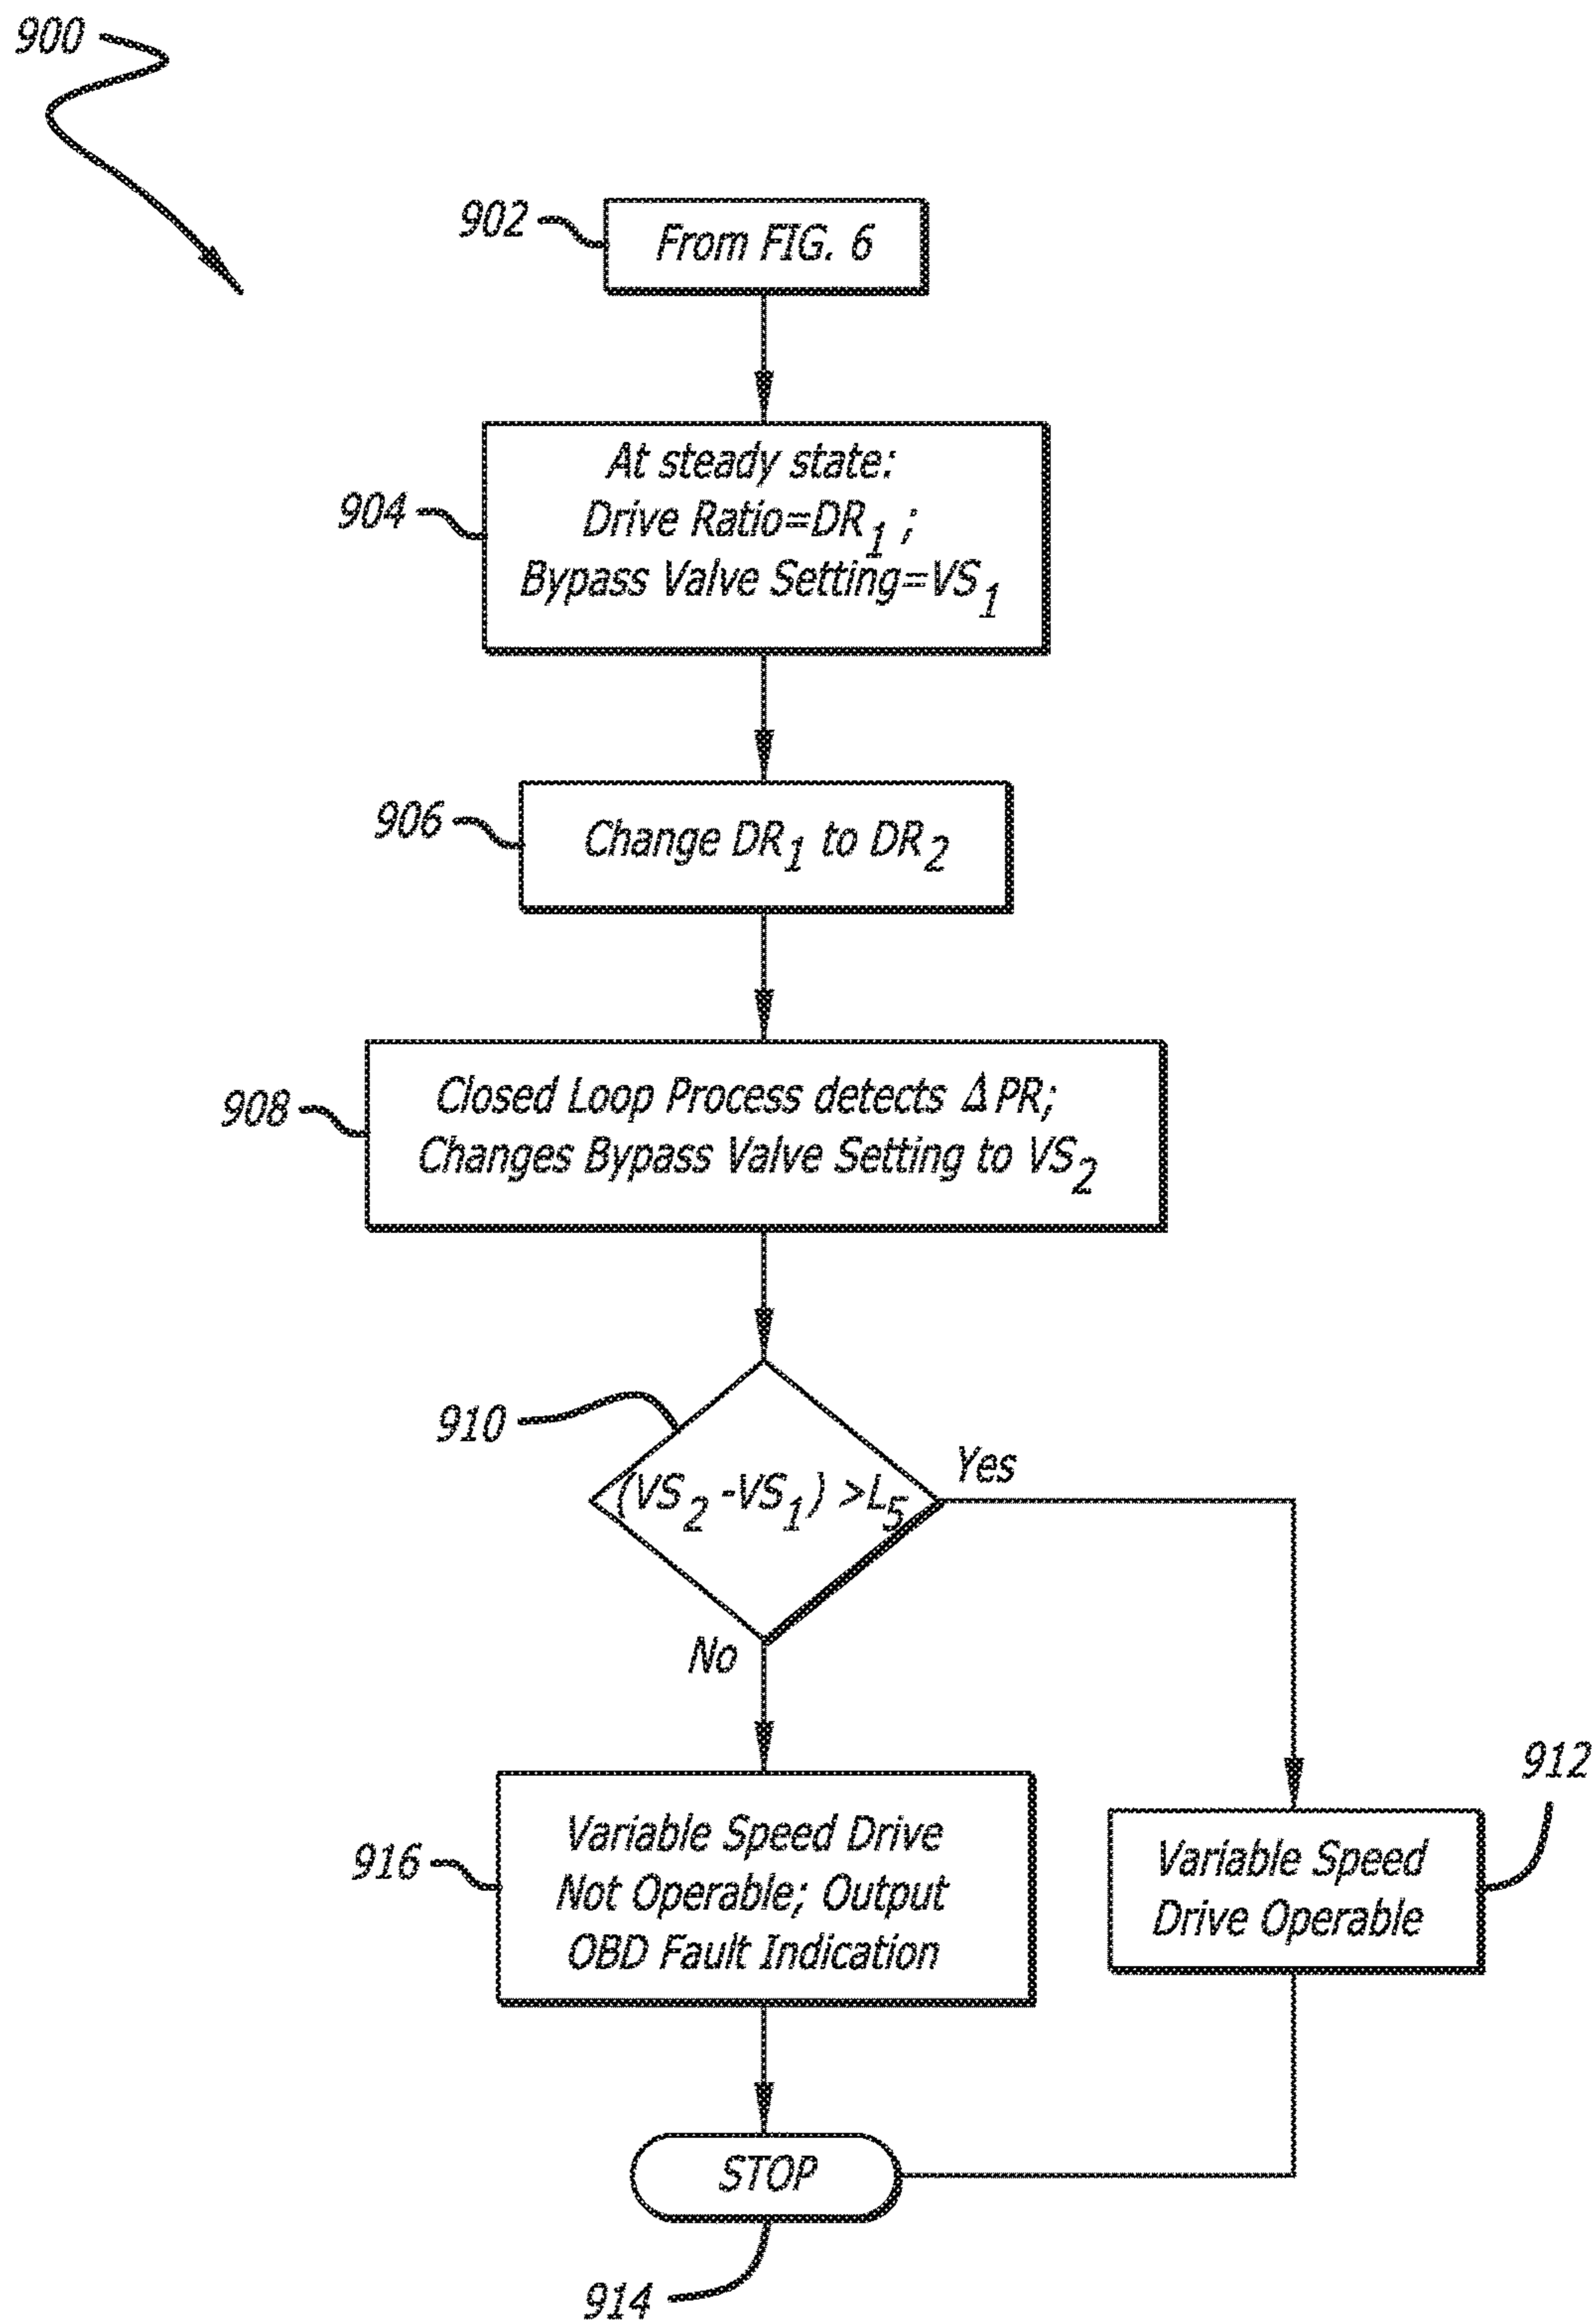 900
902
From FIG. 6
904
At steady state:
Drive Ratio=DR1 ;
Bypass Valve Setting=VS1
906
Change DR1 to DR2
908
Closed Loop Process detects Δ PR;
Changes Bypass Valve Setting to VS2
910
(VS2 -VS1) >L5
Yes
No
916
Variable Speed Drive
Not Operable; Output
OBD Fault Indication
912
Variable Speed
Drive Operable
STOP
914